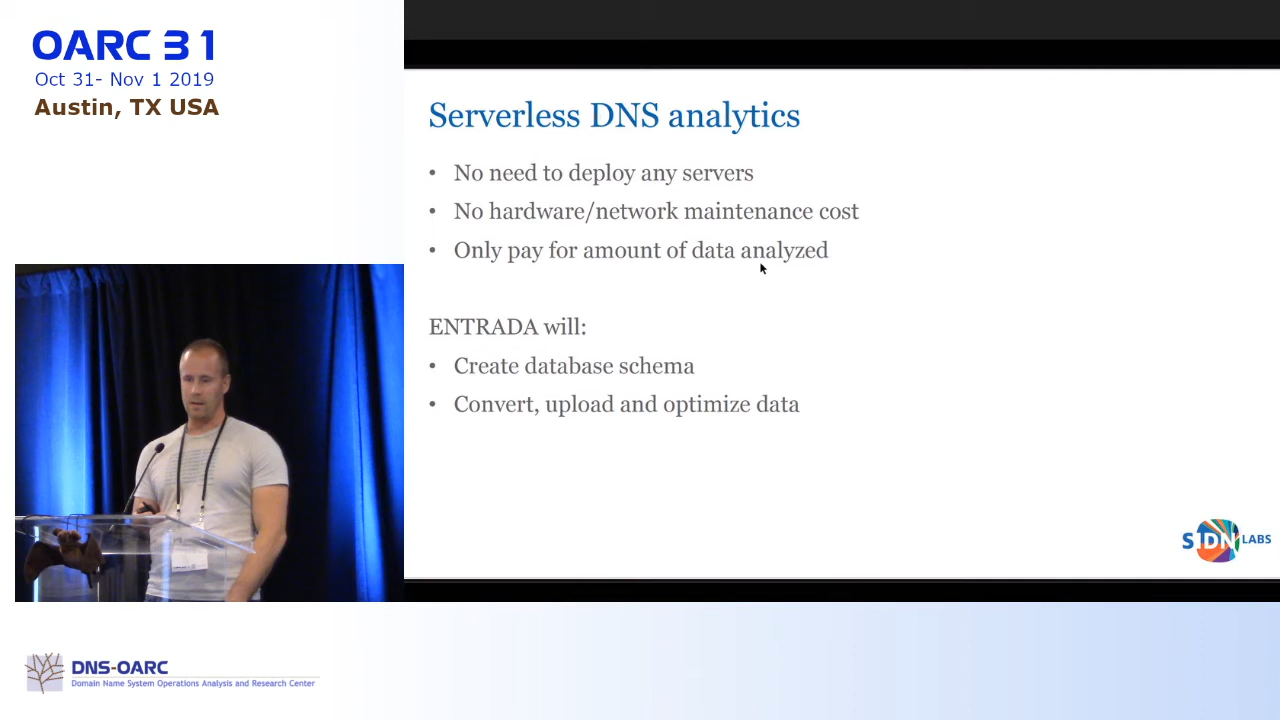 OARC 31
Oct 31- Nov 1 2019
Austin, TX USA
Serverless DNS analytics
• No need to deploy any servers
• No hardware/network maintenance cost
• Only pay for amount of data analyzed
ENTRADA will:
• Create database schema
• Convert, upload and optimize data
SIDN LABS
DNS-OARC
Domain Name System Operations Analysis and Research Center